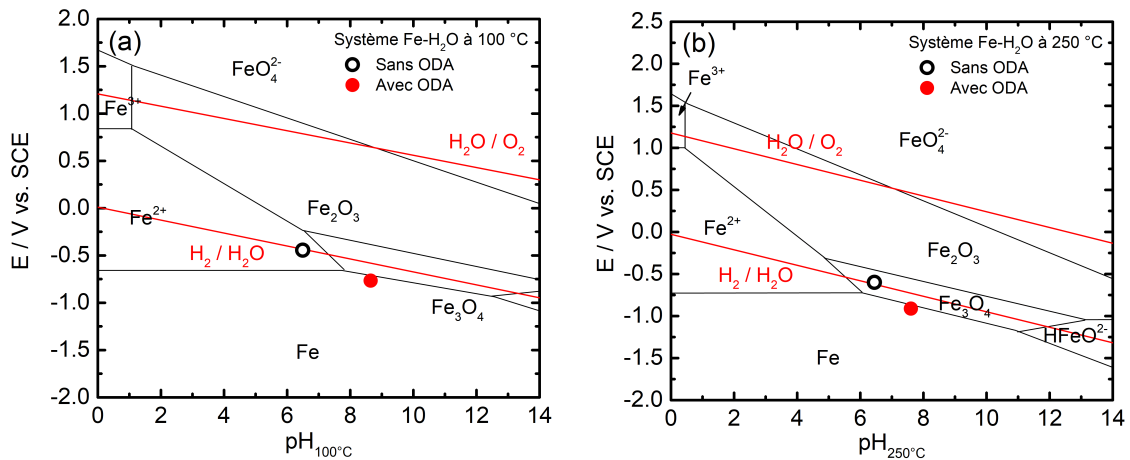 (a)
Système Fe-H₂O à 100 °C
Sans ODA
Avec ODA
FeO₄²⁻
Fe³⁺
H₂O / O₂
Fe₂O₃
Fe²⁺
H₂ / H₂O
Fe₃O₄
Fe
2.0
1.5
1.0
0.5
0.0
-0.5
-1.0
-1.5
-2.0
E / V vs. SCE
0 2 4 6 8 10 12 14
pH₁₀₀°C
(b)
Système Fe-H₂O à 250 °C
Sans ODA
Avec ODA
Fe³⁺
FeO₄²⁻
H₂O / O₂
Fe²⁺
Fe₂O₃
H₂ / H₂O
Fe₃O₄
HFeO²⁻
Fe
2.5
2.0
1.5
1.0
0.5
0.0
-0.5
-1.0
-1.5
-2.0
E / V vs. SCE
0 2 4 6 8 10 12 14
pH₂₅₀°C